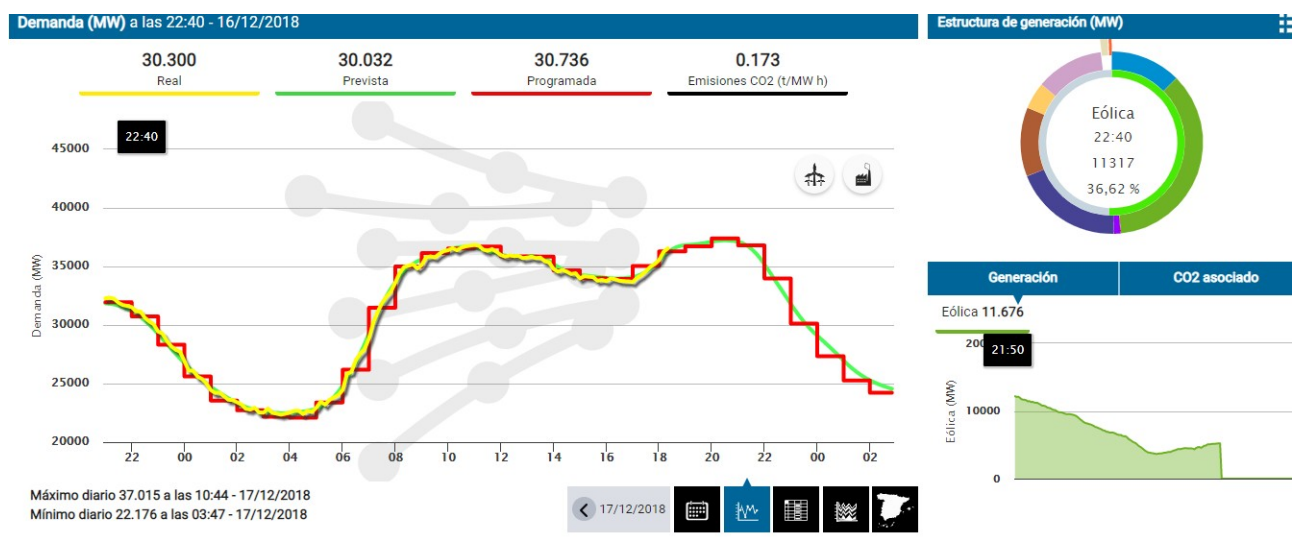 Demanda (MW) a las 22:40 - 16/12/2018
30.300
Real
30.032
Prevista
30.736
Programada
0.173
Emisiones CO2 (t/MW h)
22:40
45000
40000
35000
30000
25000
20000
Demanda (MW)
22 00 02 04 06 08 10 12 14 16 18 20 22 00 02
Máximo diario 37.015 a las 10:44 - 17/12/2018
Mínimo diario 22.176 a las 03:47 - 17/12/2018
17/12/2018
Estructura de generación (MW)
Eólica
22:40
11317
36,62 %
Generación
CO2 asociado
Eólica 11.676
21:50
10000
0
Eólica (MW)